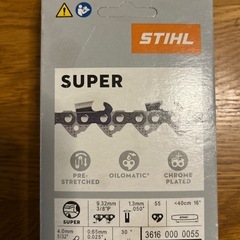 STIHL
SUPER
PRE-
STRETCHED
OILOMATIC®
CHROME
PLATED
SUPER
9.32mm
3/8"P
1.3mm
.050"
55
<40cm 16"
4.0mm
5/32"
0.65mm
0.025"
30°
3616 000 0055